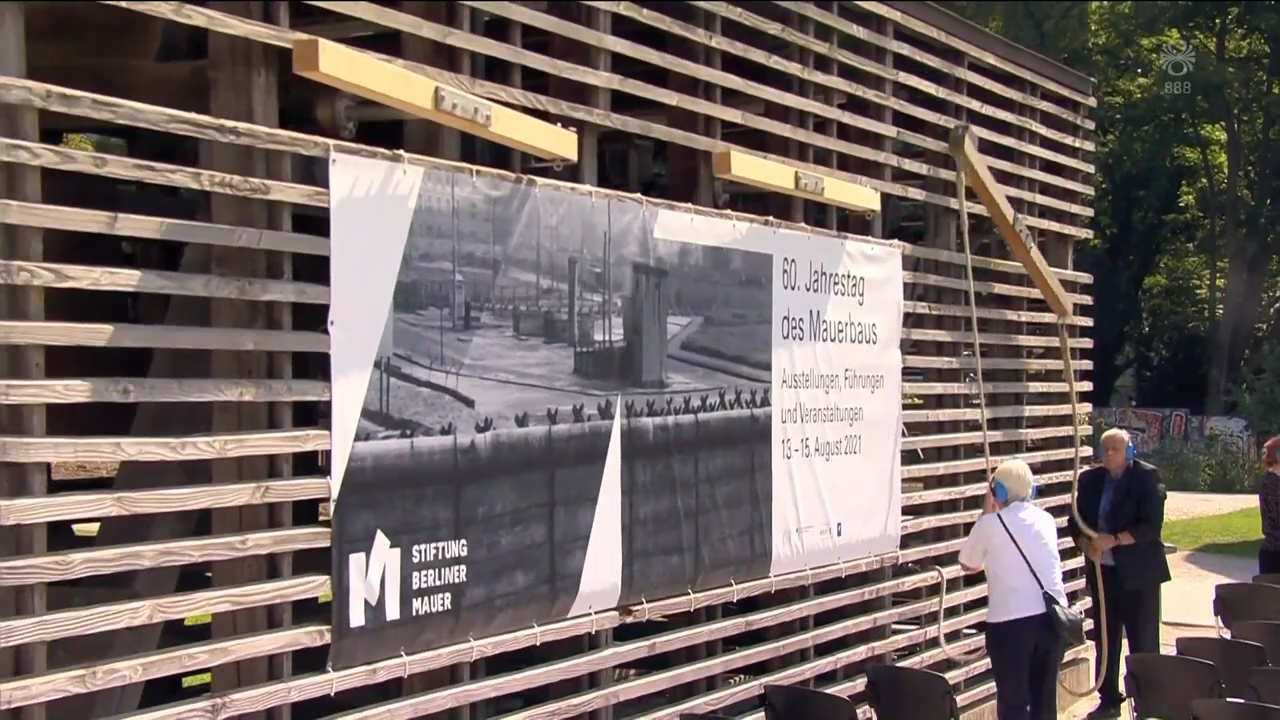 888
60. Jahrestag
des Mauerbaus
Ausstellungen, Führungen
und Veranstaltungen
13. – 15. August 2021
STIFTUNG
BERLINER
MAUER